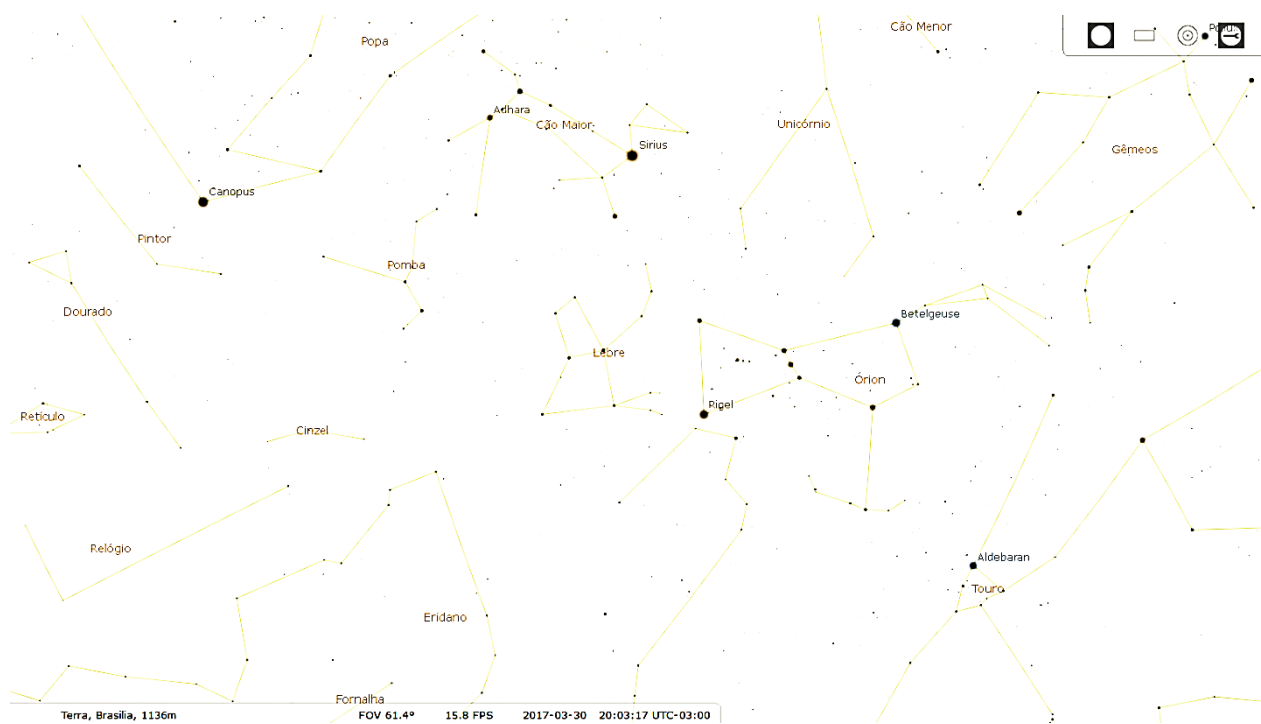 Cão Menor
Popa
Adhara
Cão Maior
Unicórnio
Sirius
Gêmeos
Canopus
Pintor
Pomba
Dourado
Betelgeuse
Lebre
Órion
Rigel
Retículo
Cinzel
Relógio
Aldebaran
Touro
Eridano
Fornalha
Terra, Brasilia, 1136m FOV 61.4° 15.8 FPS 2017-03-30 20:03:17 UTC-03:00